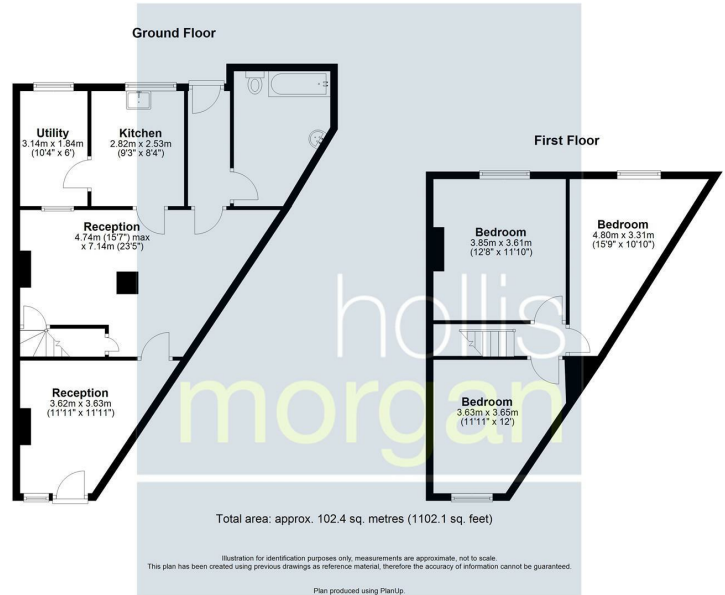 Ground Floor
Utility
3.14m x 1.84m
(10'4" x 6')
Kitchen
2.82m x 2.53m
(9'3" x 8'4")
Reception
4.74m (15'7") max
x 7.14m (23'5")
Reception
3.62m x 3.63m
(11'11" x 11'11")
First Floor
Bedroom
3.85m x 3.61m
(12'8" x 11'10")
Bedroom
4.80m x 3.31m
(15'9" x 10'10")
Bedroom
3.63m x 3.65m
(11'11" x 12')
hollis
morgan
Total area: approx. 102.4 sq. metres (1102.1 sq. feet)
Illustration for identification purposes only, measurements are approximate, not to scale.
This plan has been created using previous drawings as reference material, therefore the accuracy of information cannot be guaranteed.
Plan produced using PlanUp.